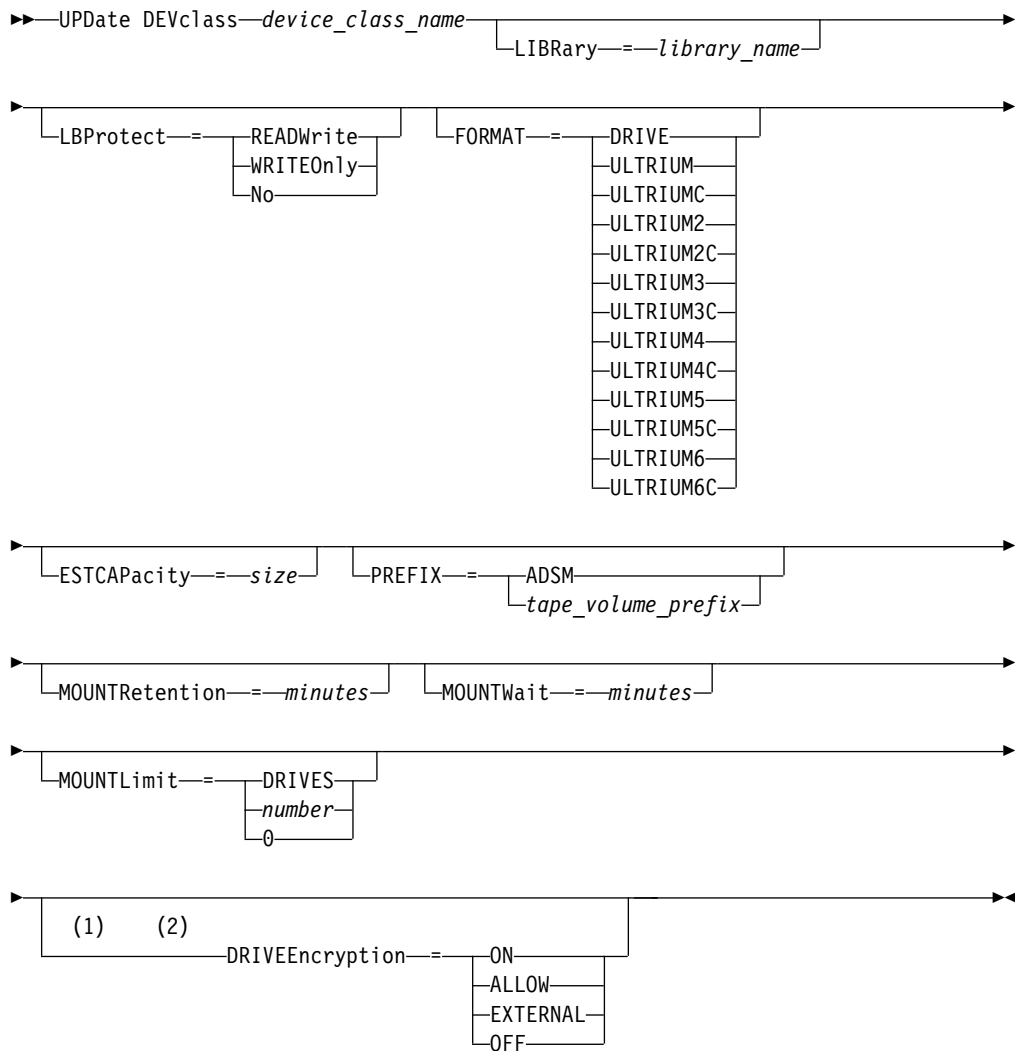 UPDate DEVclass device_class_name
LIBRary = library_name
LBProtect = READWrite
WRITEOnly
No
FORMAT = DRIVE
ULTRIUM
ULTRIUMC
ULTRIUM2
ULTRIUM2C
ULTRIUM3
ULTRIUM3C
ULTRIUM4
ULTRIUM4C
ULTRIUM5
ULTRIUM5C
ULTRIUM6
ULTRIUM6C
ESTCAPacity = size
PREFIX = ADSM
tape_volume_prefix
MOUNTRetention = minutes
MOUNTWait = minutes
MOUNTLimit = DRIVES
number
0
(1) (2)
DRIVEEncryption = ON
ALLOW
EXTERNAL
OFF